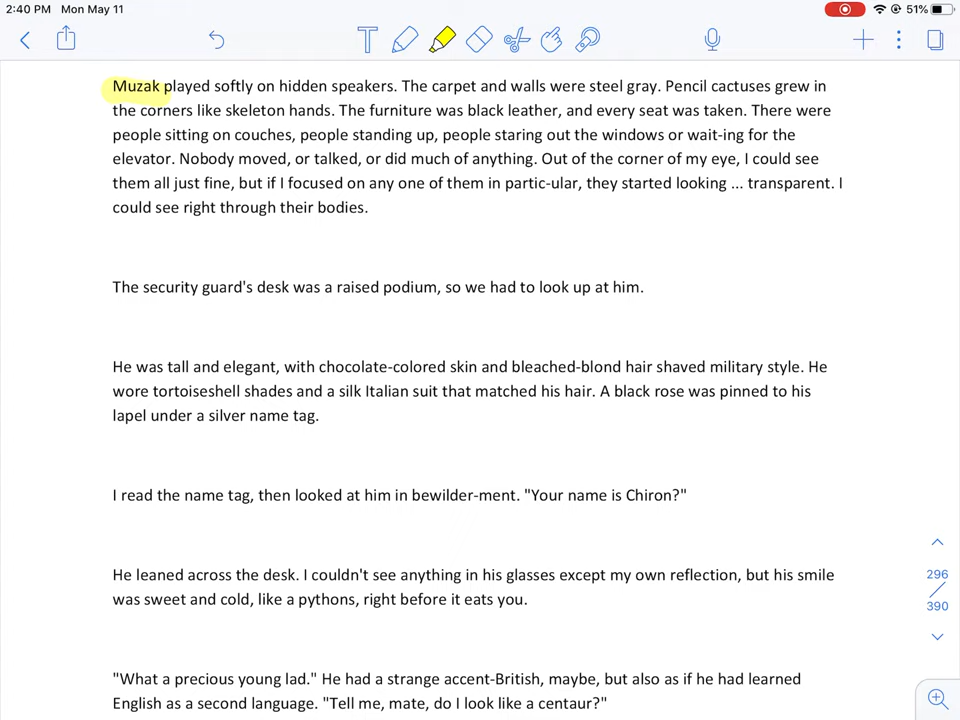 2:40 PM Mon May 11
51%
Muzak played softly on hidden speakers. The carpet and walls were steel gray. Pencil cactuses grew in
the corners like skeleton hands. The furniture was black leather, and every seat was taken. There were
people sitting on couches, people standing up, people staring out the windows or wait-ing for the
elevator. Nobody moved, or talked, or did much of anything. Out of the corner of my eye, I could see
them all just fine, but if I focused on any one of them in partic-ular, they started looking ... transparent. I
could see right through their bodies.
The security guard's desk was a raised podium, so we had to look up at him.
He was tall and elegant, with chocolate-colored skin and bleached-blond hair shaved military style. He
wore tortoiseshell shades and a silk Italian suit that matched his hair. A black rose was pinned to his
lapel under a silver name tag.
I read the name tag, then looked at him in bewilder-ment. "Your name is Chiron?"
He leaned across the desk. I couldn't see anything in his glasses except my own reflection, but his smile
was sweet and cold, like a pythons, right before it eats you.
"What a precious young lad." He had a strange accent-British, maybe, but also as if he had learned
English as a second language. "Tell me, mate, do I look like a centaur?"
296
390